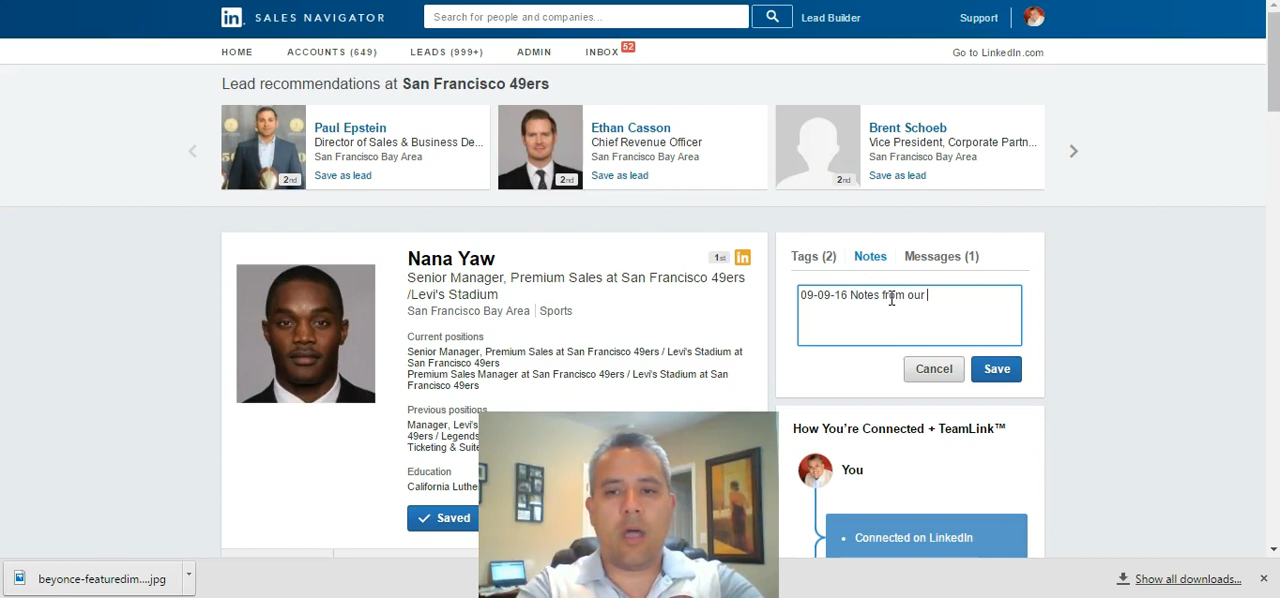 in. SALES NAVIGATOR
Search for people and companies...
Lead Builder
Support
HOME
ACCOUNTS (649)
LEADS (999+)
ADMIN
INBOX 52
Go to LinkedIn.com
Lead recommendations at San Francisco 49ers
Paul Epstein
Director of Sales & Business De...
San Francisco Bay Area
2nd
Save as lead
Ethan Casson
Chief Revenue Officer
San Francisco Bay Area
2nd
Save as lead
Brent Schoeb
Vice President, Corporate Partn...
San Francisco Bay Area
2nd
Save as lead
Nana Yaw
1st in
Senior Manager, Premium Sales at San Francisco 49ers
/Levi's Stadium
San Francisco Bay Area | Sports
Current positions
Senior Manager, Premium Sales at San Francisco 49ers / Levi's Stadium at
San Francisco 49ers
Premium Sales Manager at San Francisco 49ers / Levi's Stadium at San
Francisco 49ers
Previous positions
Manager, Levi's
49ers / Legends
Ticketing & Suite
Education
California Luthe
Saved
Tags (2)
Notes
Messages (1)
09-09-16 Notes from our
Cancel
Save
How You're Connected + TeamLink™
You
• Connected on LinkedIn
beyonce-featuredim....jpg
Show all downloads...